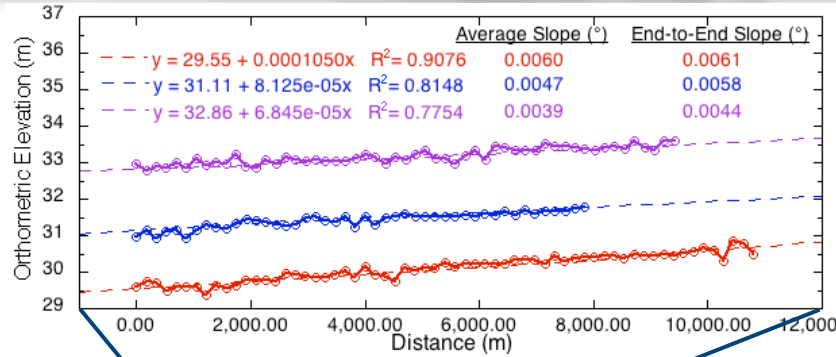 37
36
35
34
33
32
31
30
29
Orthometric Elevation (m)
Average Slope (°) End-to-End Slope (°)
y = 29.55 + 0.0001050x R2= 0.9076 0.0060 0.0061
y = 31.11 + 8.125e-05x R2= 0.8148 0.0047 0.0058
y = 32.86 + 6.845e-05x R2= 0.7754 0.0039 0.0044
0.00 2,000.00 4,000.00 6,000.00 8,000.00 10,000.00 12,000
Distance (m)